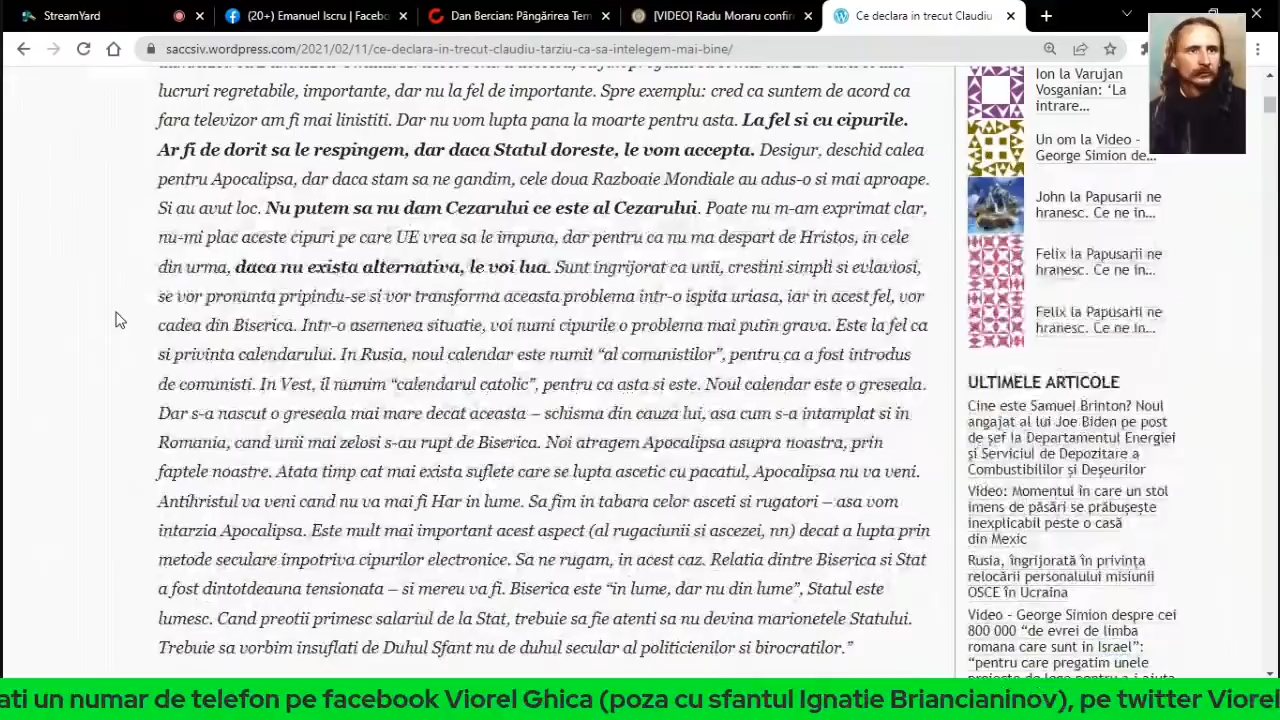 StreamYard
(20+) Emanuel Iscru | Facebo
Dan Bercian: Pângărirea Tem
[VIDEO] Radu Moraru confirm
Ce declara in trecut Claudiu
saccsiv.wordpress.com/2021/02/11/ce-declara-in-trecut-claudiu-tarziu-ca-sa-intelegem-mai-bine/
lucruri regretabile, importante, dar nu la fel de importante. Spre exemplu: cred ca suntem de acord ca
fara televizor am fi mai linistiti. Dar nu vom lupta pana la moarte pentru asta. La fel si cu cipurile.
Ar fi de dorit sa le respingem, dar daca Statul doreste, le vom accepta. Desigur, deschid calea
pentru Apocalipsa, dar daca stam sa ne gandim, cele doua Razboaie Mondiale au adus-o si mai aproape.
Si au avut loc. Nu putem sa nu dam Cezarului ce este al Cezarului. Poate nu m-am exprimat clar,
nu-mi plac aceste cipuri pe care UE vrea sa le impuna, dar pentru ca nu ma despart de Hristos, in cele
din urma, daca nu exista alternativa, le voi lua. Sunt ingrijorat ca unii, crestini simpli si evlaviosi,
se vor pronunta pripindu-se si vor transforma aceasta problema intr-o ispita uriasa, iar in acest fel, vor
cadea din Biserica. Intr-o asemenea situatie, voi numi cipurile o problema mai putin grava. Este la fel ca
si privinta calendarului. In Rusia, noul calendar este numit “al comunistilor”, pentru ca a fost introdus
de comunisti. In Vest, il numim “calendarul catolic”, pentru ca asta si este. Noul calendar este o greseala.
Dar s-a nascut o greseala mai mare decat aceasta – schisma din cauza lui, asa cum s-a intamplat si in
Romania, cand unii mai zelosi s-au rupt de Biserica. Noi atragem Apocalipsa asupra noastra, prin
faptele noastre. Atata timp cat mai exista suflete care se lupta ascetic cu pacatul, Apocalipsa nu va veni.
Antihristul va veni cand nu va mai fi Har in lume. Sa fim in tabara celor asceti si rugatori – asa vom
intarzia Apocalipsa. Este mult mai important acest aspect (al rugaciunii si ascezei, nn) decat a lupta prin
metode seculare impotriva cipurilor electronice. Sa ne rugam, in acest caz. Relatia dintre Biserica si Stat
a fost dintotdeauna tensionata – si mereu va fi. Biserica este “in lume, dar nu din lume”, Statul este
lumesc. Cand preotii primesc salariul de la Stat, trebuie sa fie atenti sa nu devina marionetele Statului.
Trebuie sa vorbim insuflati de Duhul Sfant nu de duhul secular al politicienilor si birocratilor.”
Ion la Varujan
Vosganian: ‘La
intrare...
Un om la Video -
George Simion de...
John la Papusarii ne
hranesc. Ce ne in...
Felix la Papusarii ne
hranesc. Ce ne in...
Felix la Papusarii ne
hranesc. Ce ne in...
ULTIMELE ARTICOLE
Cine este Samuel Brinton? Noul
angajat al lui Joe Biden pe post
de șef la Departamentul Energiei
și Serviciul de Depozitare a
Combustibililor și Deșeurilor
Video: Momentul în care un stol
imens de păsări se prăbușește
inexplicabil peste o casă
din Mexic
Rusia, îngrijorată în privința
relocării personalului misiunii
OSCE în Ucraina
Video - George Simion despre cei
800 000 “de evrei de limba
romana care sunt in Israel”:
“pentru care pregatim unele
ati un numar de telefon pe facebook Viorel Ghica (poza cu sfantul Ignatie Briancianinov), pe twitter Viorel